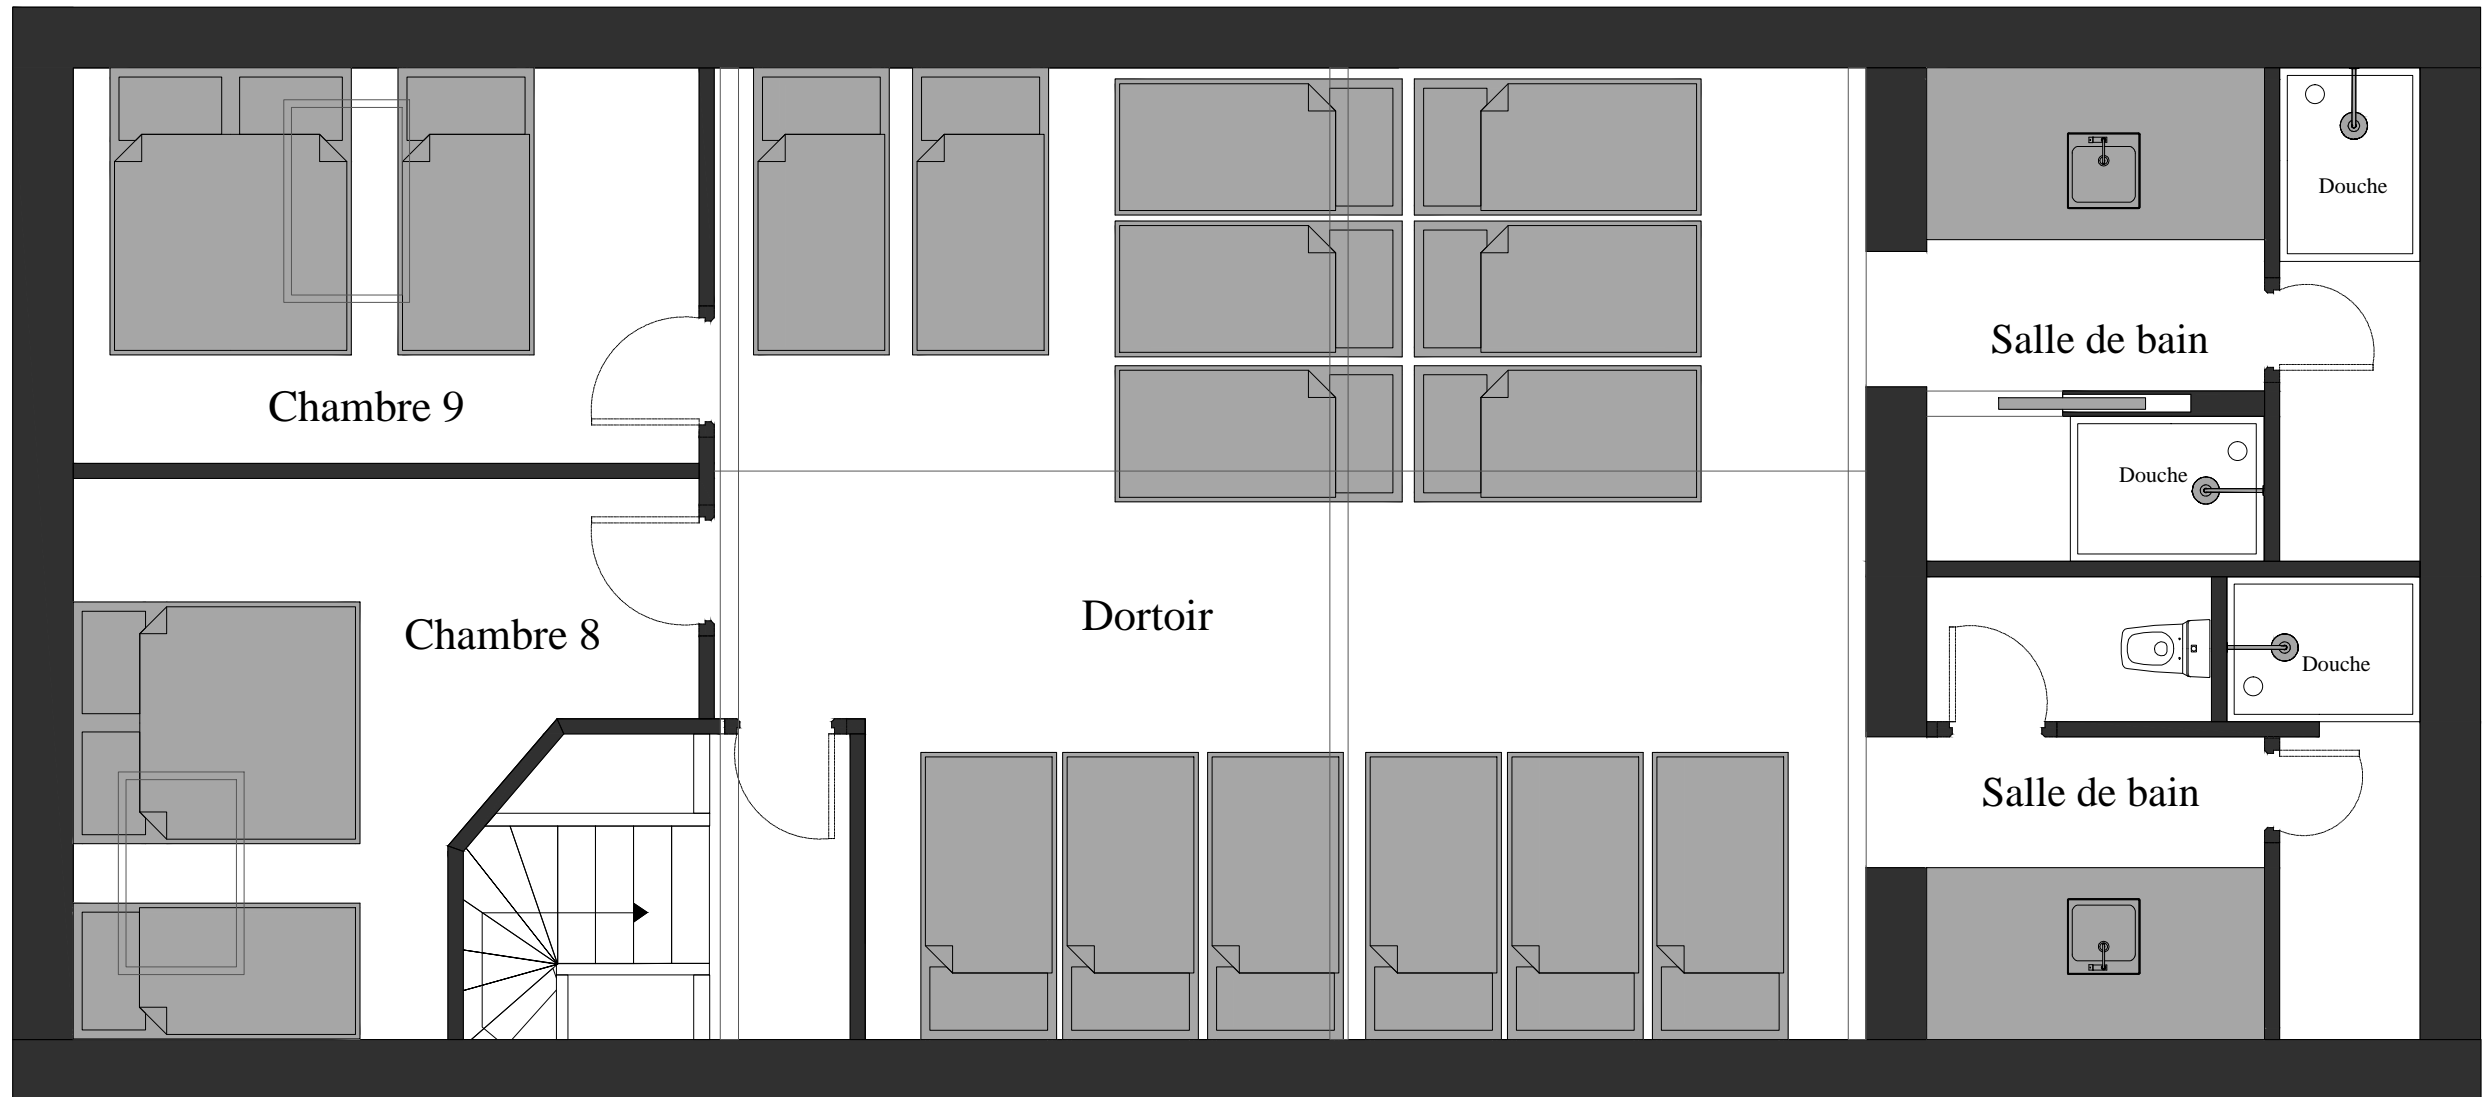 Douche
Salle de bain
Chambre 9
Douche
Dortoir
Chambre 8
Douche
Salle de bain